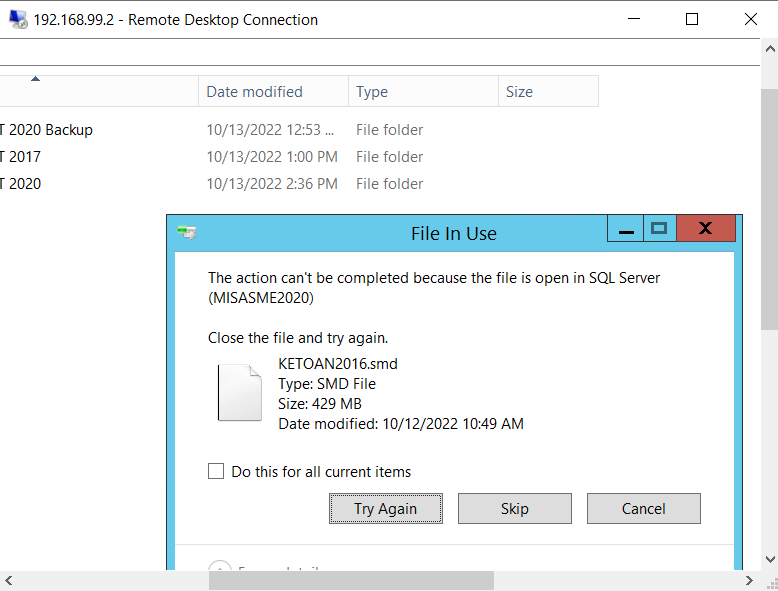 192.168.99.2 - Remote Desktop Connection
Date modified Type Size
T 2020 Backup 10/13/2022 12:53 ... File folder
T 2017 10/13/2022 1:00 PM File folder
T 2020 10/13/2022 2:36 PM File folder
File In Use
The action can't be completed because the file is open in SQL Server
(MISASME2020)
Close the file and try again.
KETOAN2016.smd
Type: SMD File
Size: 429 MB
Date modified: 10/12/2022 10:49 AM
Do this for all current items
Try Again Skip Cancel